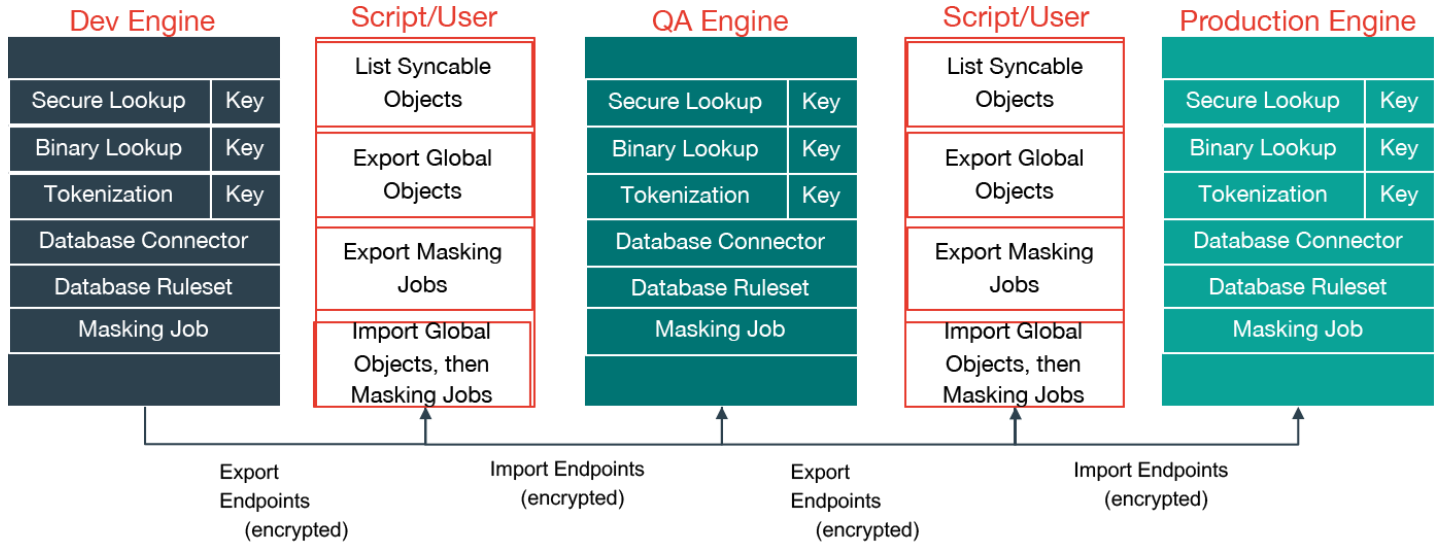 Dev Engine
Secure Lookup
Key
Binary Lookup
Key
Tokenization
Key
Database Connector
Database Ruleset
Masking Job
Script/User
List Syncable
Objects
Export Global
Objects
Export Masking
Jobs
Import Global
Objects, then
Masking Jobs
QA Engine
Secure Lookup
Key
Binary Lookup
Key
Tokenization
Key
Database Connector
Database Ruleset
Masking Job
Script/User
List Syncable
Objects
Export Global
Objects
Export Masking
Jobs
Import Global
Objects, then
Masking Jobs
Production Engine
Secure Lookup
Key
Binary Lookup
Key
Tokenization
Key
Database Connector
Database Ruleset
Masking Job
Export
Endpoints
(encrypted)
Import Endpoints
(encrypted)
Export
Endpoints
(encrypted)
Import Endpoints
(encrypted)